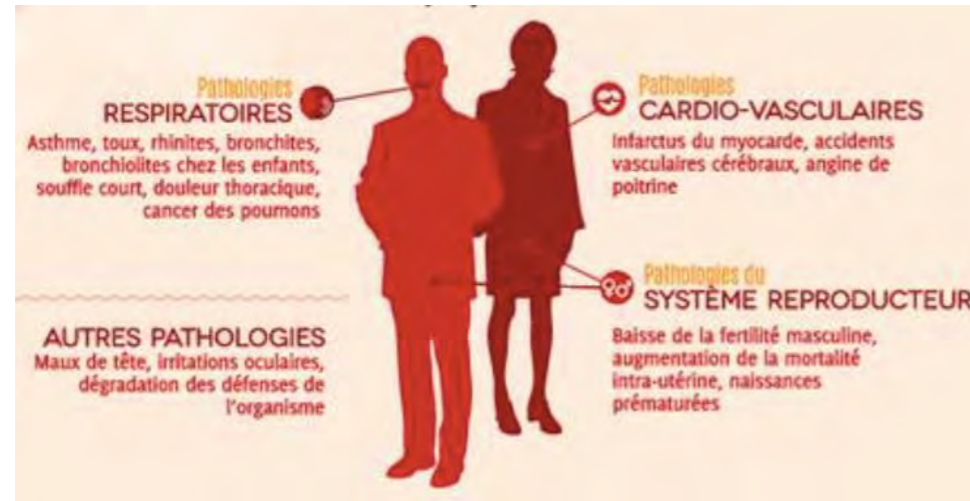 Pathologies
RESPIRATOIRES
Asthme, toux, rhinites, bronchites,
bronchiolites chez les enfants,
souffle court, douleur thoracique,
cancer des poumons
Pathologies
CARDIO-VASCULAIRES
Infarctus du myocarde, accidents
vasculaires cérébraux, angine de
poitrine
AUTRES PATHOLOGIES
Maux de tête, irritations oculaires,
dégradation des défenses de
l'organisme
Pathologies du
SYSTÈME REPRODUCTEUR
Baisse de la fertilité masculine,
augmentation de la mortalité
intra-utérine, naissances
prématurées